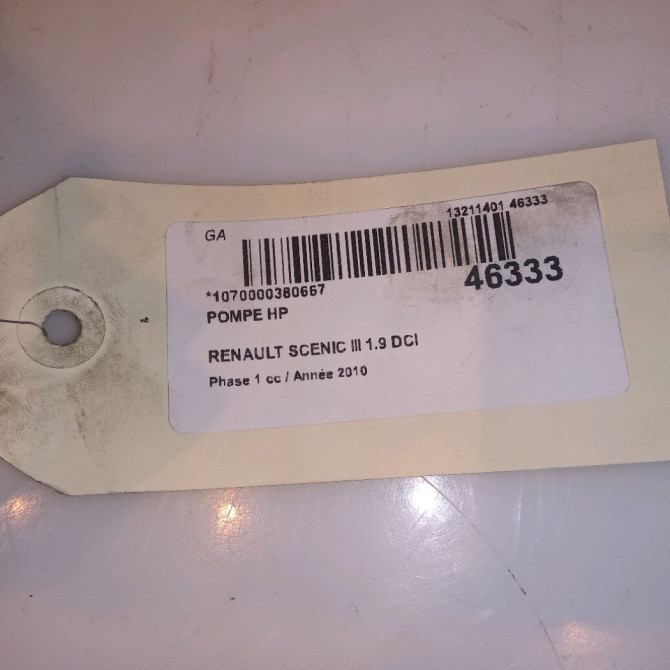 GA
13211401 46333
46333
*1070000380667
POMPE HP
RENAULT SCENIC III 1.9 DCI
Phase 1 cc / Année 2010